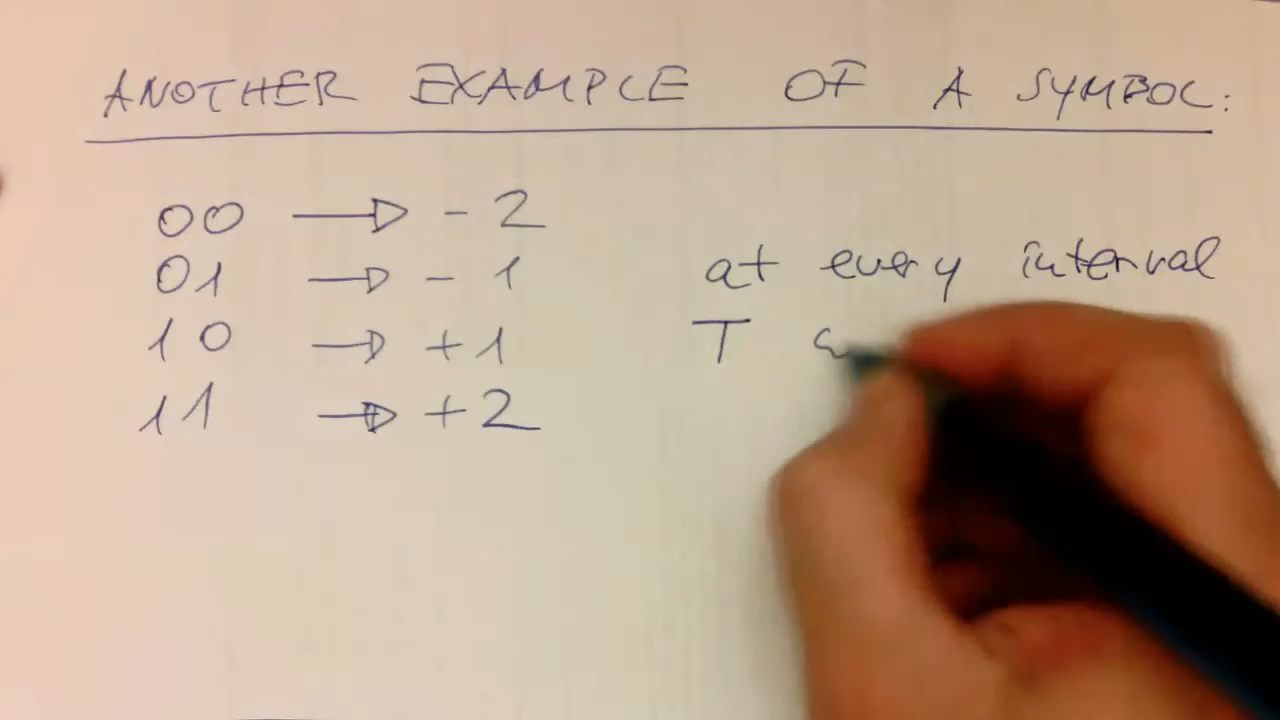 ANOTHER EXAMPLE OF A SYMBOL:
00 → - 2
01 → - 1
10 → + 1
11 → + 2
at every interval
T